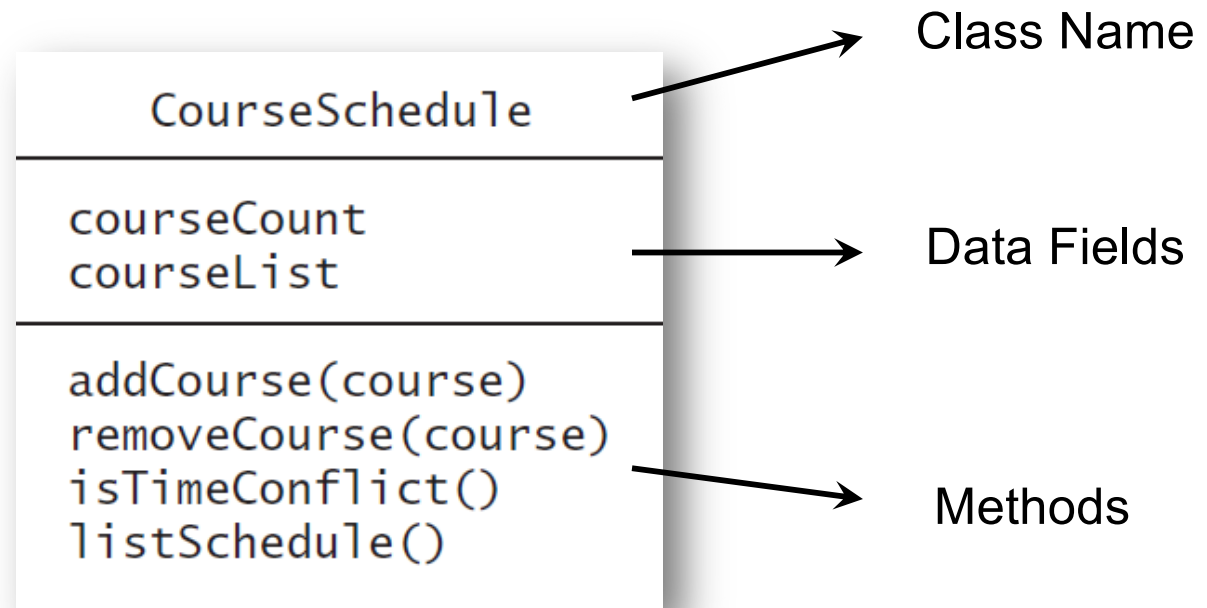 Class Name
CourseSchedule
courseCount
courseList
Data Fields
addCourse(course)
removeCourse(course)
isTimeConflict()
listSchedule()
Methods